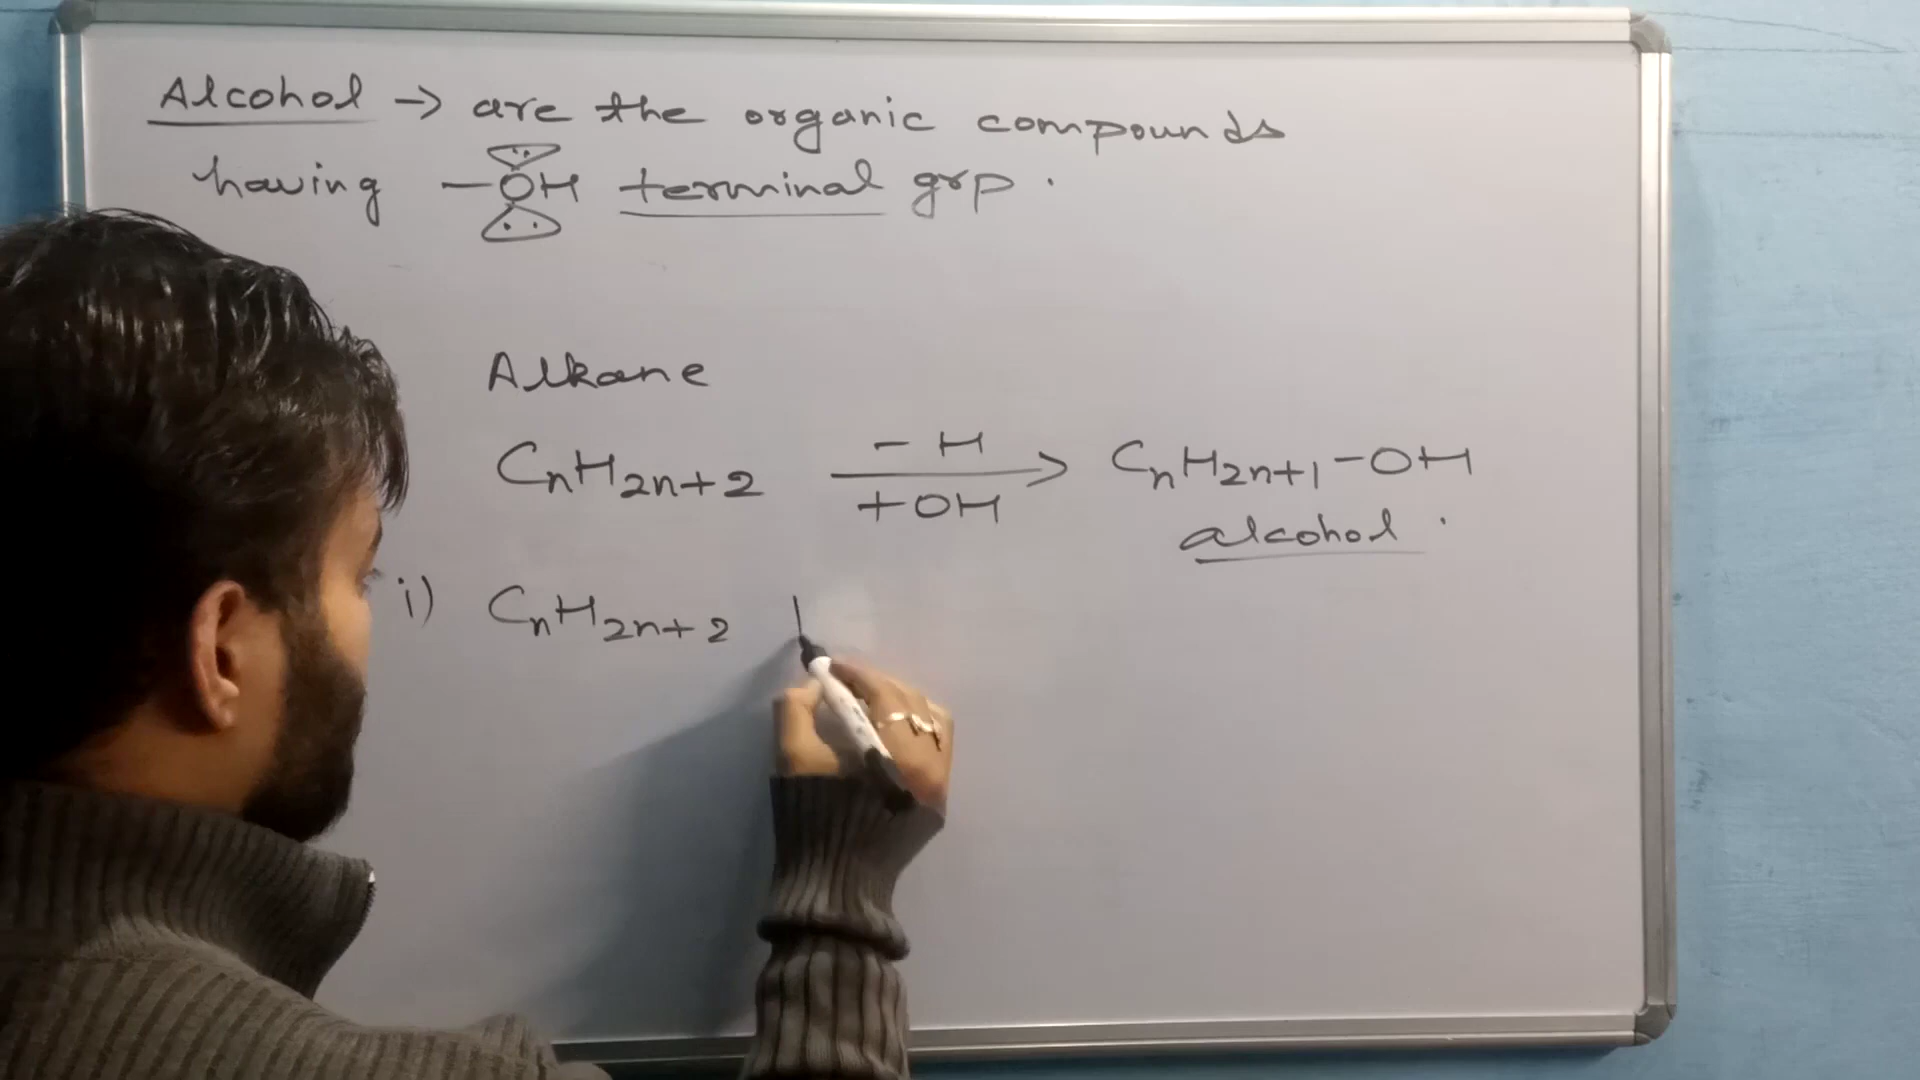 Alcohol → are the organic compounds
having -OH terminal grp.
Alkane
CnH2n+2 -H +OH → CnH2n+1-OH
alcohol.
i) CnH2n+2